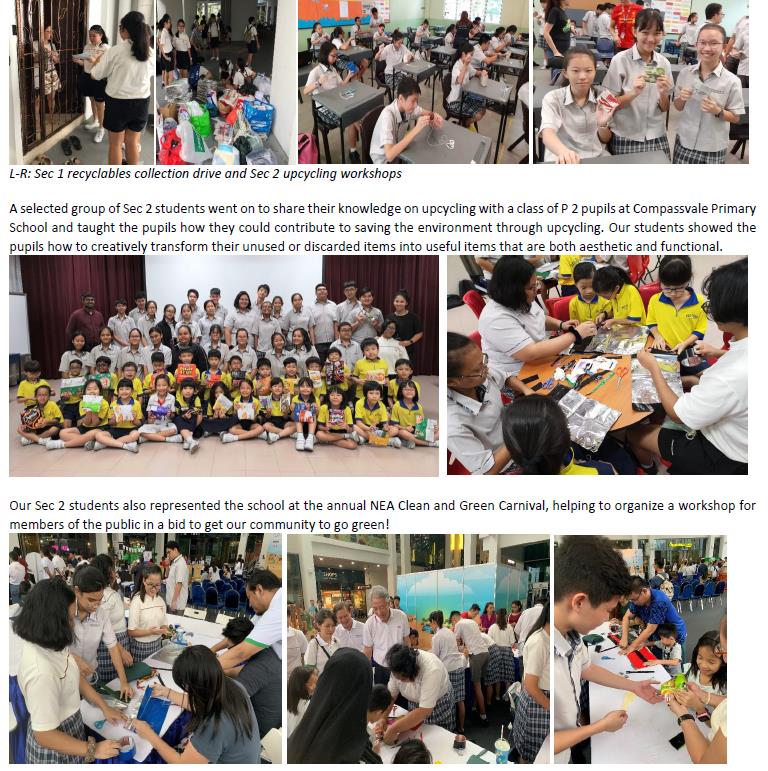 L-R: Sec 1 recyclables collection drive and Sec 2 upcycling workshops
A selected group of Sec 2 students went on to share their knowledge on upcycling with a class of P 2 pupils at Compassvale Primary
School and taught the pupils how they could contribute to saving the environment through upcycling. Our students showed the
pupils how to creatively transform their unused or discarded items into useful items that are both aesthetic and functional.
Our Sec 2 students also represented the school at the annual NEA Clean and Green Carnival, helping to organize a workshop for
members of the public in a bid to get our community to go green!